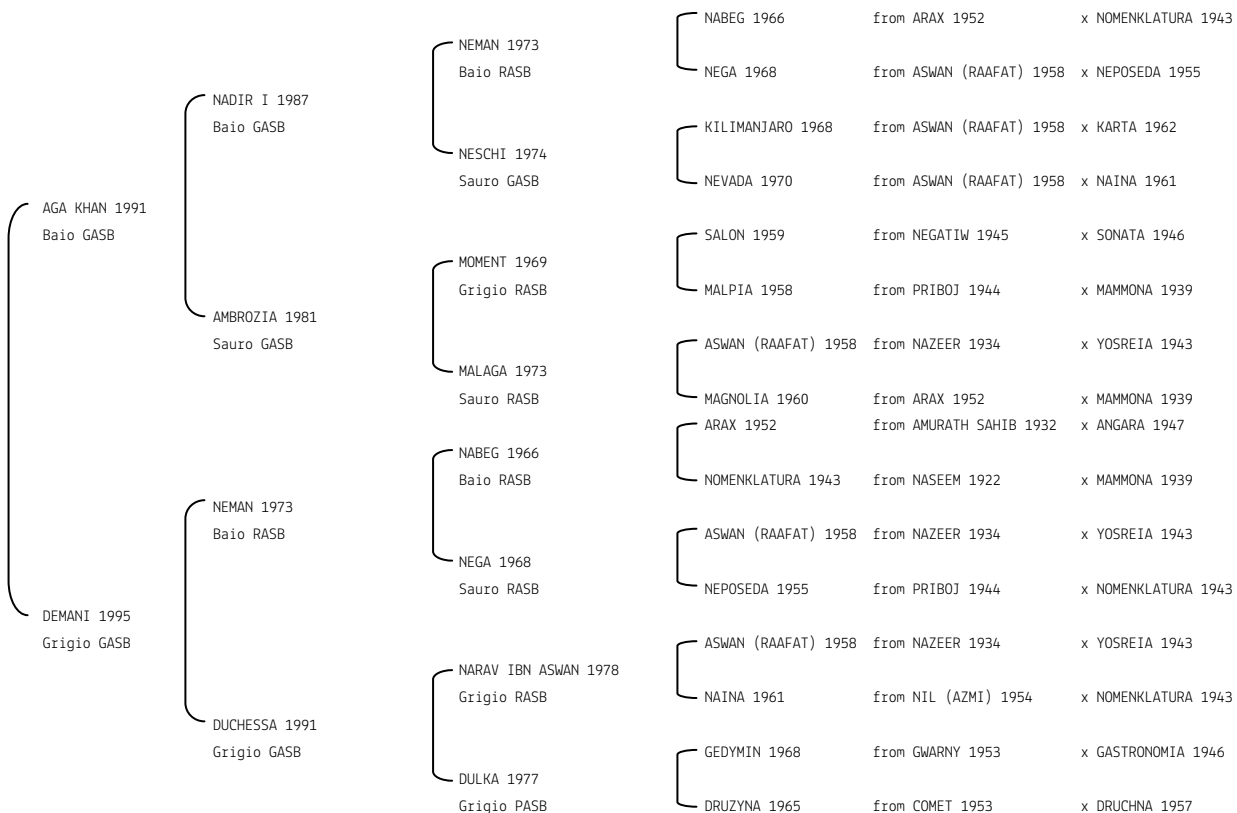 NABEG 1966 from ARAX 1952 x NOMENKLATURA 1943
NEMAN 1973
Baio RASB
NEGA 1968 from ASWAN (RAAFAT) 1958 x NEPOSEDA 1955
NADIR I 1987
Baio GASB
KILIMANJARO 1968 from ASWAN (RAAFAT) 1958 x KARTA 1962
NESCHI 1974
Sauro GASB
NEVADA 1970 from ASWAN (RAAFAT) 1958 x NAINA 1961
AGA KHAN 1991
Baio GASB
SALON 1959 from NEGATIW 1945 x SONATA 1946
MOMENT 1969
Grigio RASB
MALPIA 1958 from PRIBOJ 1944 x MAMMONA 1939
AMBROZIA 1981
Sauro GASB
ASWAN (RAAFAT) 1958 from NAZEER 1934 x YOSREIA 1943
MALAGA 1973
Sauro RASB
MAGNOLIA 1960 from ARAX 1952 x MAMMONA 1939
ARAX 1952 from AMURATH SAHIB 1932 x ANGARA 1947
NABEG 1966
Baio RASB
NOMENKLATURA 1943 from NASEEM 1922 x MAMMONA 1939
NEMAN 1973
Baio RASB
ASWAN (RAAFAT) 1958 from NAZEER 1934 x YOSREIA 1943
NEGA 1968
Sauro RASB
NEPOSEDA 1955 from PRIBOJ 1944 x NOMENKLATURA 1943
DEMANI 1995
Grigio GASB
ASWAN (RAAFAT) 1958 from NAZEER 1934 x YOSREIA 1943
NARAV IBN ASWAN 1978
Grigio RASB
NAINA 1961 from NIL (AZMI) 1954 x NOMENKLATURA 1943
DUCHESSA 1991
Grigio GASB
GEDYMIN 1968 from GWARNY 1953 x GASTRONOMIA 1946
DULKA 1977
Grigio PASB
DRUZYNA 1965 from COMET 1953 x DRUCHNA 1957